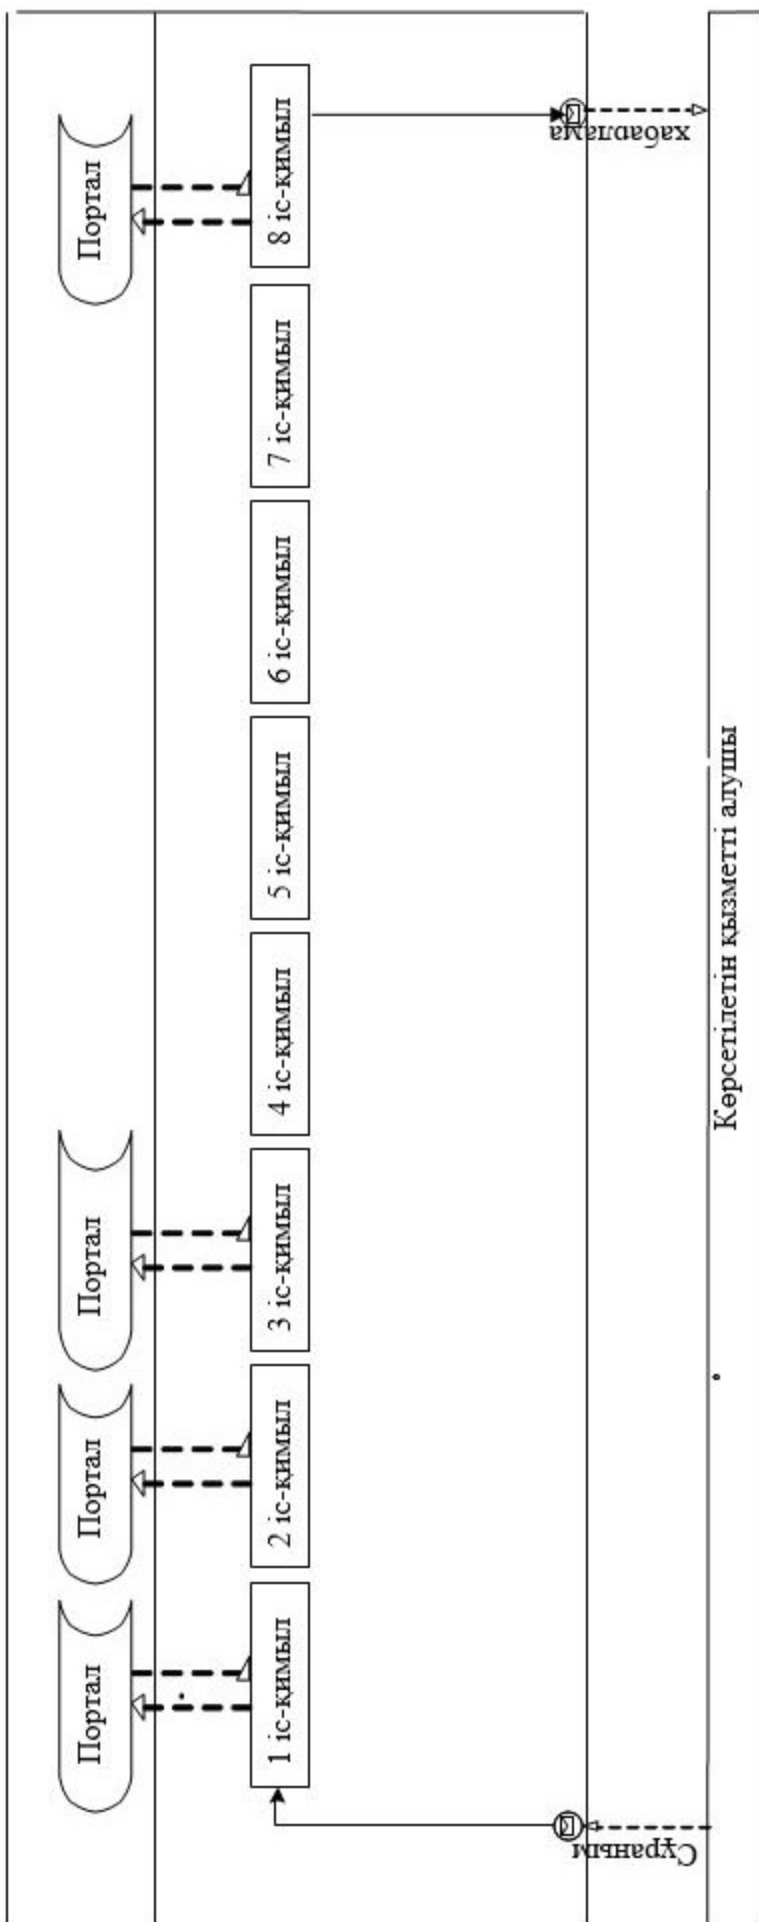 Портал
Портал
Портал
Портал
1 іс-қимыл
2 іс-қимыл
3 іс-қимыл
4 іс-қимыл
5 іс-қимыл
6 іс-қимыл
7 іс-қимыл
8 іс-қимыл
Сұраным
хабарлама
Көрсетілетін қызметті алушы